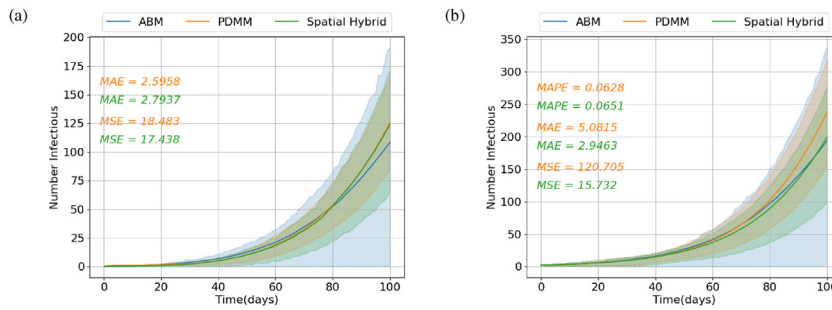 (a)
ABM PDMM Spatial Hybrid
200
175
150
125
100
75
50
25
0
Number Infectious
MAE = 2.5958
MAE = 2.7937
MSE = 18.483
MSE = 17.438
0 20 40 60 80 100
Time(days)
(b)
ABM PDMM Spatial Hybrid
350
300
250
200
150
100
50
0
Number Infectious
MAPE = 0.0628
MAPE = 0.0651
MAE = 5.0815
MAE = 2.9463
MSE = 120.705
MSE = 15.732
0 20 40 60 80 100
Time(days)